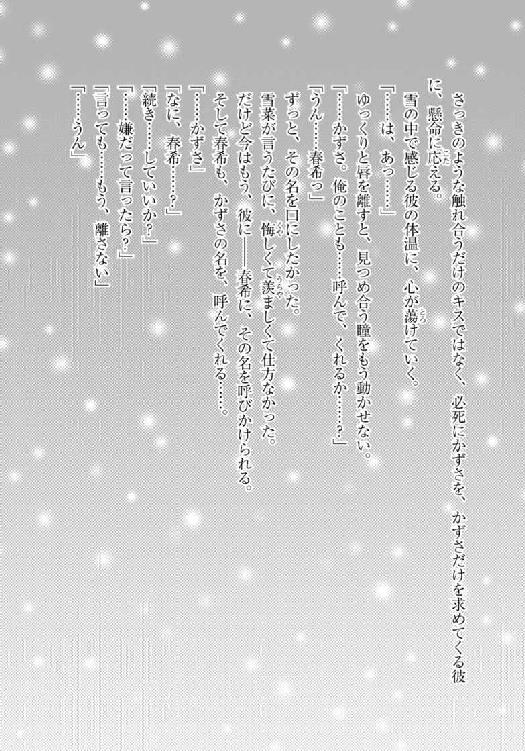 さっきのような触れ合うだけのキスではなく、必死にかずさを、かずさだけを求めてくる彼
に、懸命に応える。
「……は、あっ……」
雪の中で感じる彼の体温に、心が蕩けていく。
ゆっくりと唇を離すと、見つめ合う瞳をもう動かせない。
「……かずさ。俺のことも……呼んで、くれるか……？」
「うん……春希っ」
ずっと、その名を口にしたかった。
雪菜が言うたびに、悔しくて羨ましくて仕方なかった。
だけど今はもう、彼に――春希に、その名を呼びかけられる。
そして春希も、かずさの名を、呼んでくれる……。
「……かずさ」
「なに、春希……？」
「続き……していいか？」
「……嫌だって言ったら？」
「言っても……もう、離さない」
「……うん」